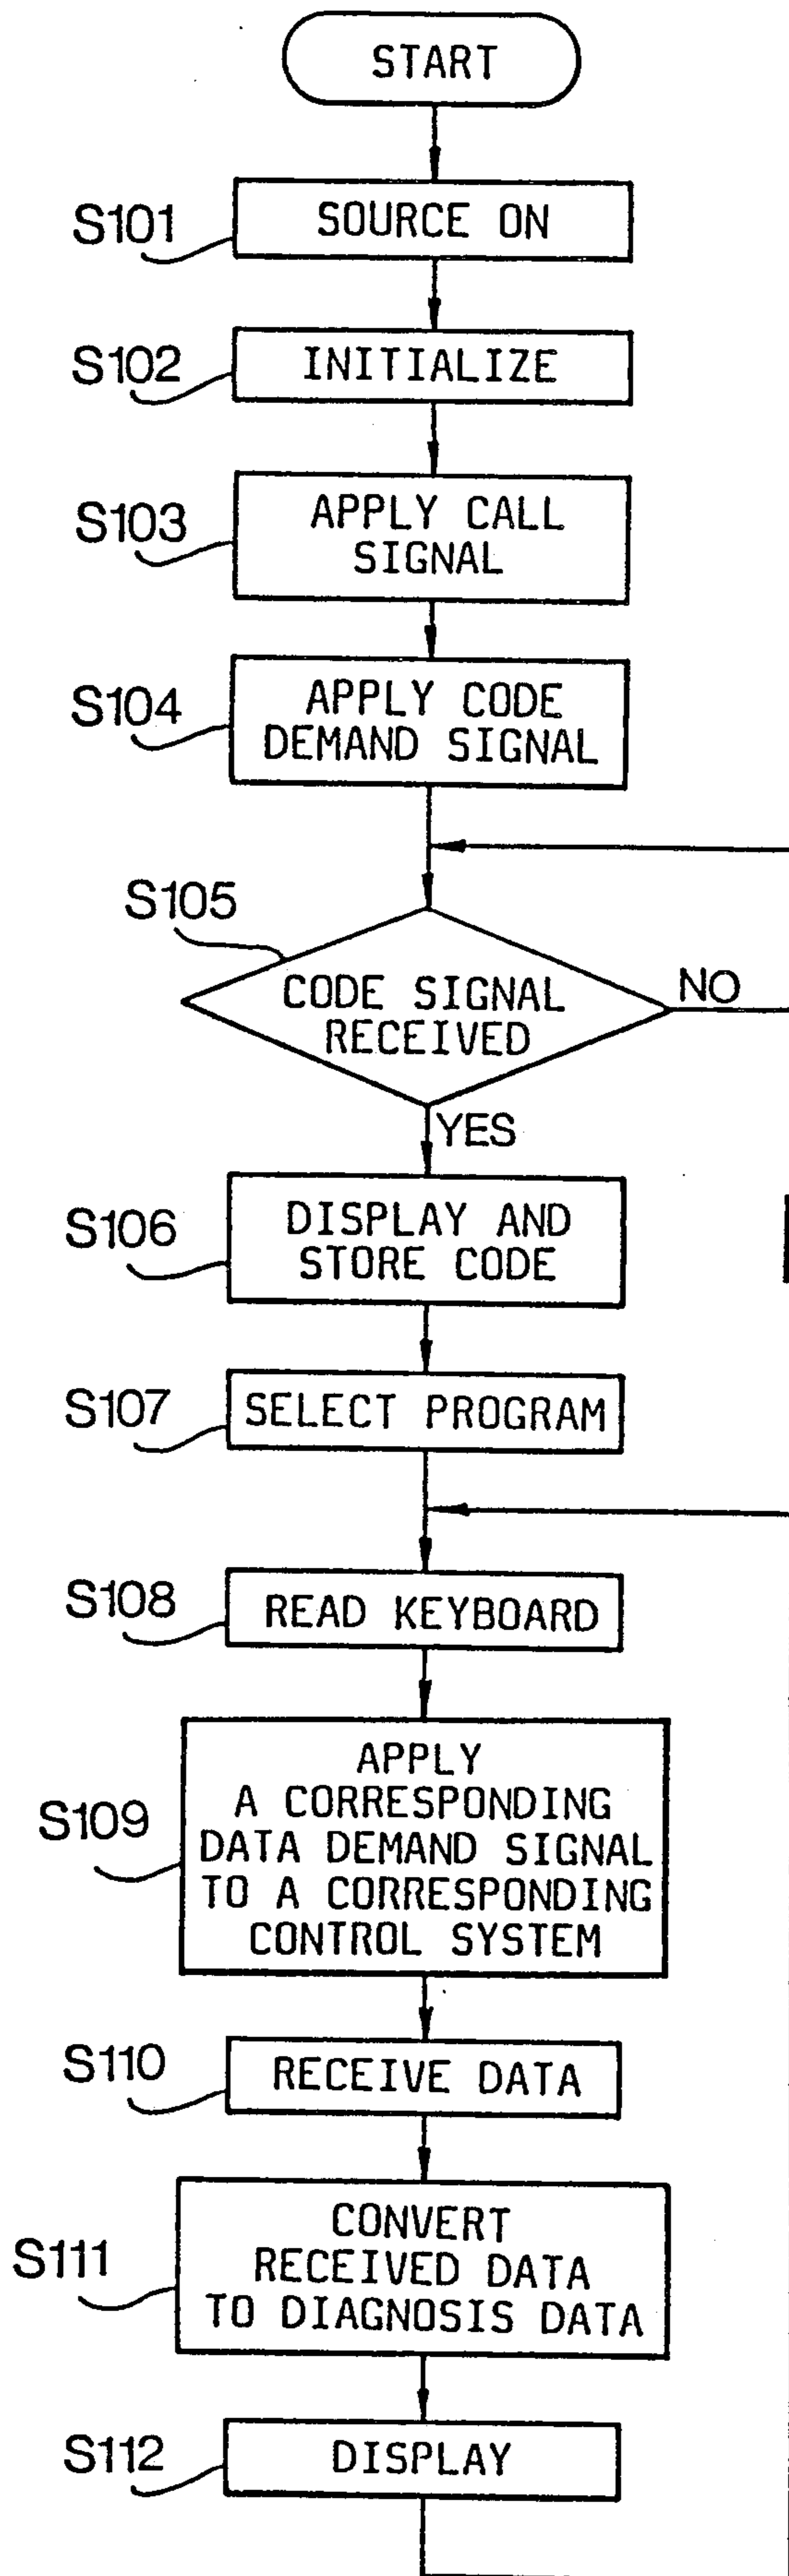 START
S101
SOURCE ON
S102
INITIALIZE
S103
APPLY CALL
SIGNAL
S104
APPLY CODE
DEMAND SIGNAL
S105
CODE SIGNAL
RECEIVED
NO
YES
S106
DISPLAY AND
STORE CODE
S107
SELECT PROGRAM
S108
READ KEYBOARD
S109
APPLY
A CORRESPONDING
DATA DEMAND SIGNAL
TO A CORRESPONDING
CONTROL SYSTEM
S110
RECEIVE DATA
S111
CONVERT
RECEIVED DATA
TO DIAGNOSIS DATA
S112
DISPLAY